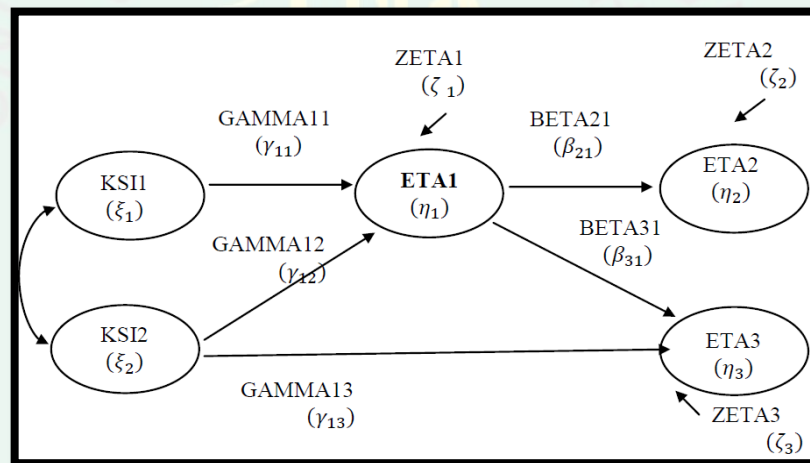 ZETA1
(ζ 1)
ZETA2
(ζ2)
GAMMA11
(γ11)
BETA21
(β21)
KSI1
(ξ1)
ETA1
(η1)
ETA2
(η2)
GAMMA12
(γ12)
BETA31
(β31)
KSI2
(ξ2)
ETA3
(η3)
GAMMA13
(γ13)
ZETA3
(ζ3)